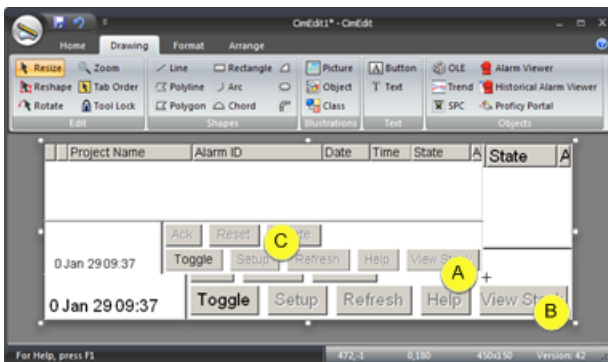 CimEdit1* - CimEdit
Home Drawing Format Arrange
Resize Zoom Line Rectangle Picture A Button OLE Alarm Viewer
Reshape Tab Order Polyline Arc Object T Text Trend Historical Alarm Viewer
Rotate Tool Lock Polygon Chord Class SPC Proficy Portal
Edit Shapes Illustrations Text Objects
Project Name Alarm ID Date Time State A State A
Ack Reset C
0 Jan 29 09:37 Toggle Setup Refresh Help View A
0 Jan 29 09:37 Toggle Setup Refresh Help View B
For Help, press F1 472,-1 0,180 450x150 Version: 42